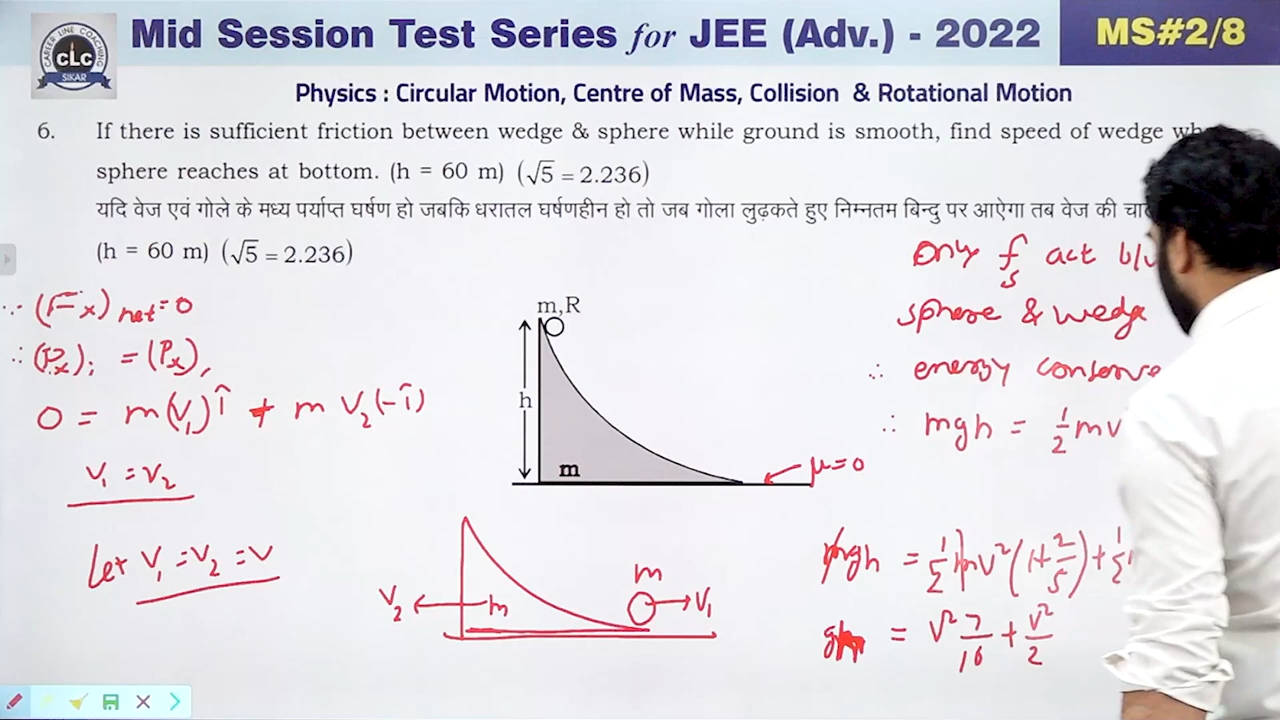 CAREER LINE COACHING
CLC
SIKAR
Mid Session Test Series for JEE (Adv.) - 2022
MS#2/8
Physics : Circular Motion, Centre of Mass, Collision & Rotational Motion
6. If there is sufficient friction between wedge & sphere while ground is smooth, find speed of wedge
sphere reaches at bottom. (h = 60 m) (√5 = 2.236)
यदि वेज एवं गोले के मध्य पर्याप्त घर्षण हो जबकि धरातल घर्षणहीन हो तो जब गोला लुढ़कते हुए निम्नतम बिन्दु पर आऐगा तब वेज की
(h = 60 m) (√5 = 2.236)
∵ (Fx) net = 0
∴ (Px)i = (Px)
0 = m(V1) î + m V2(-î)
V1 = V2
Let V1 = V2 = V
m,R
h
m
μ=0
V2
m
m
V1
Only fs act
sphere & wedge
∴ energy
∴ mgh = 1/2 mv
mgh = 1/2 mv²(1+2/5)+1/2
gh = v² 7/10 + v²/2